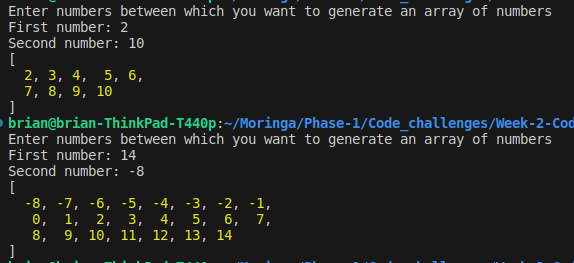 Enter numbers between which you want to generate an array of numbers
First number: 2
Second number: 10
[
2, 3, 4, 5, 6,
7, 8, 9, 10
]
brian@brian-ThinkPad-T440p:~/Moringa/Phase-1/Code_challenges/Week-2-Cod
Enter numbers between which you want to generate an array of numbers
First number: 14
Second number: -8
[
-8, -7, -6, -5, -4, -3, -2, -1,
0, 1, 2, 3, 4, 5, 6, 7,
8, 9, 10, 11, 12, 13, 14
]